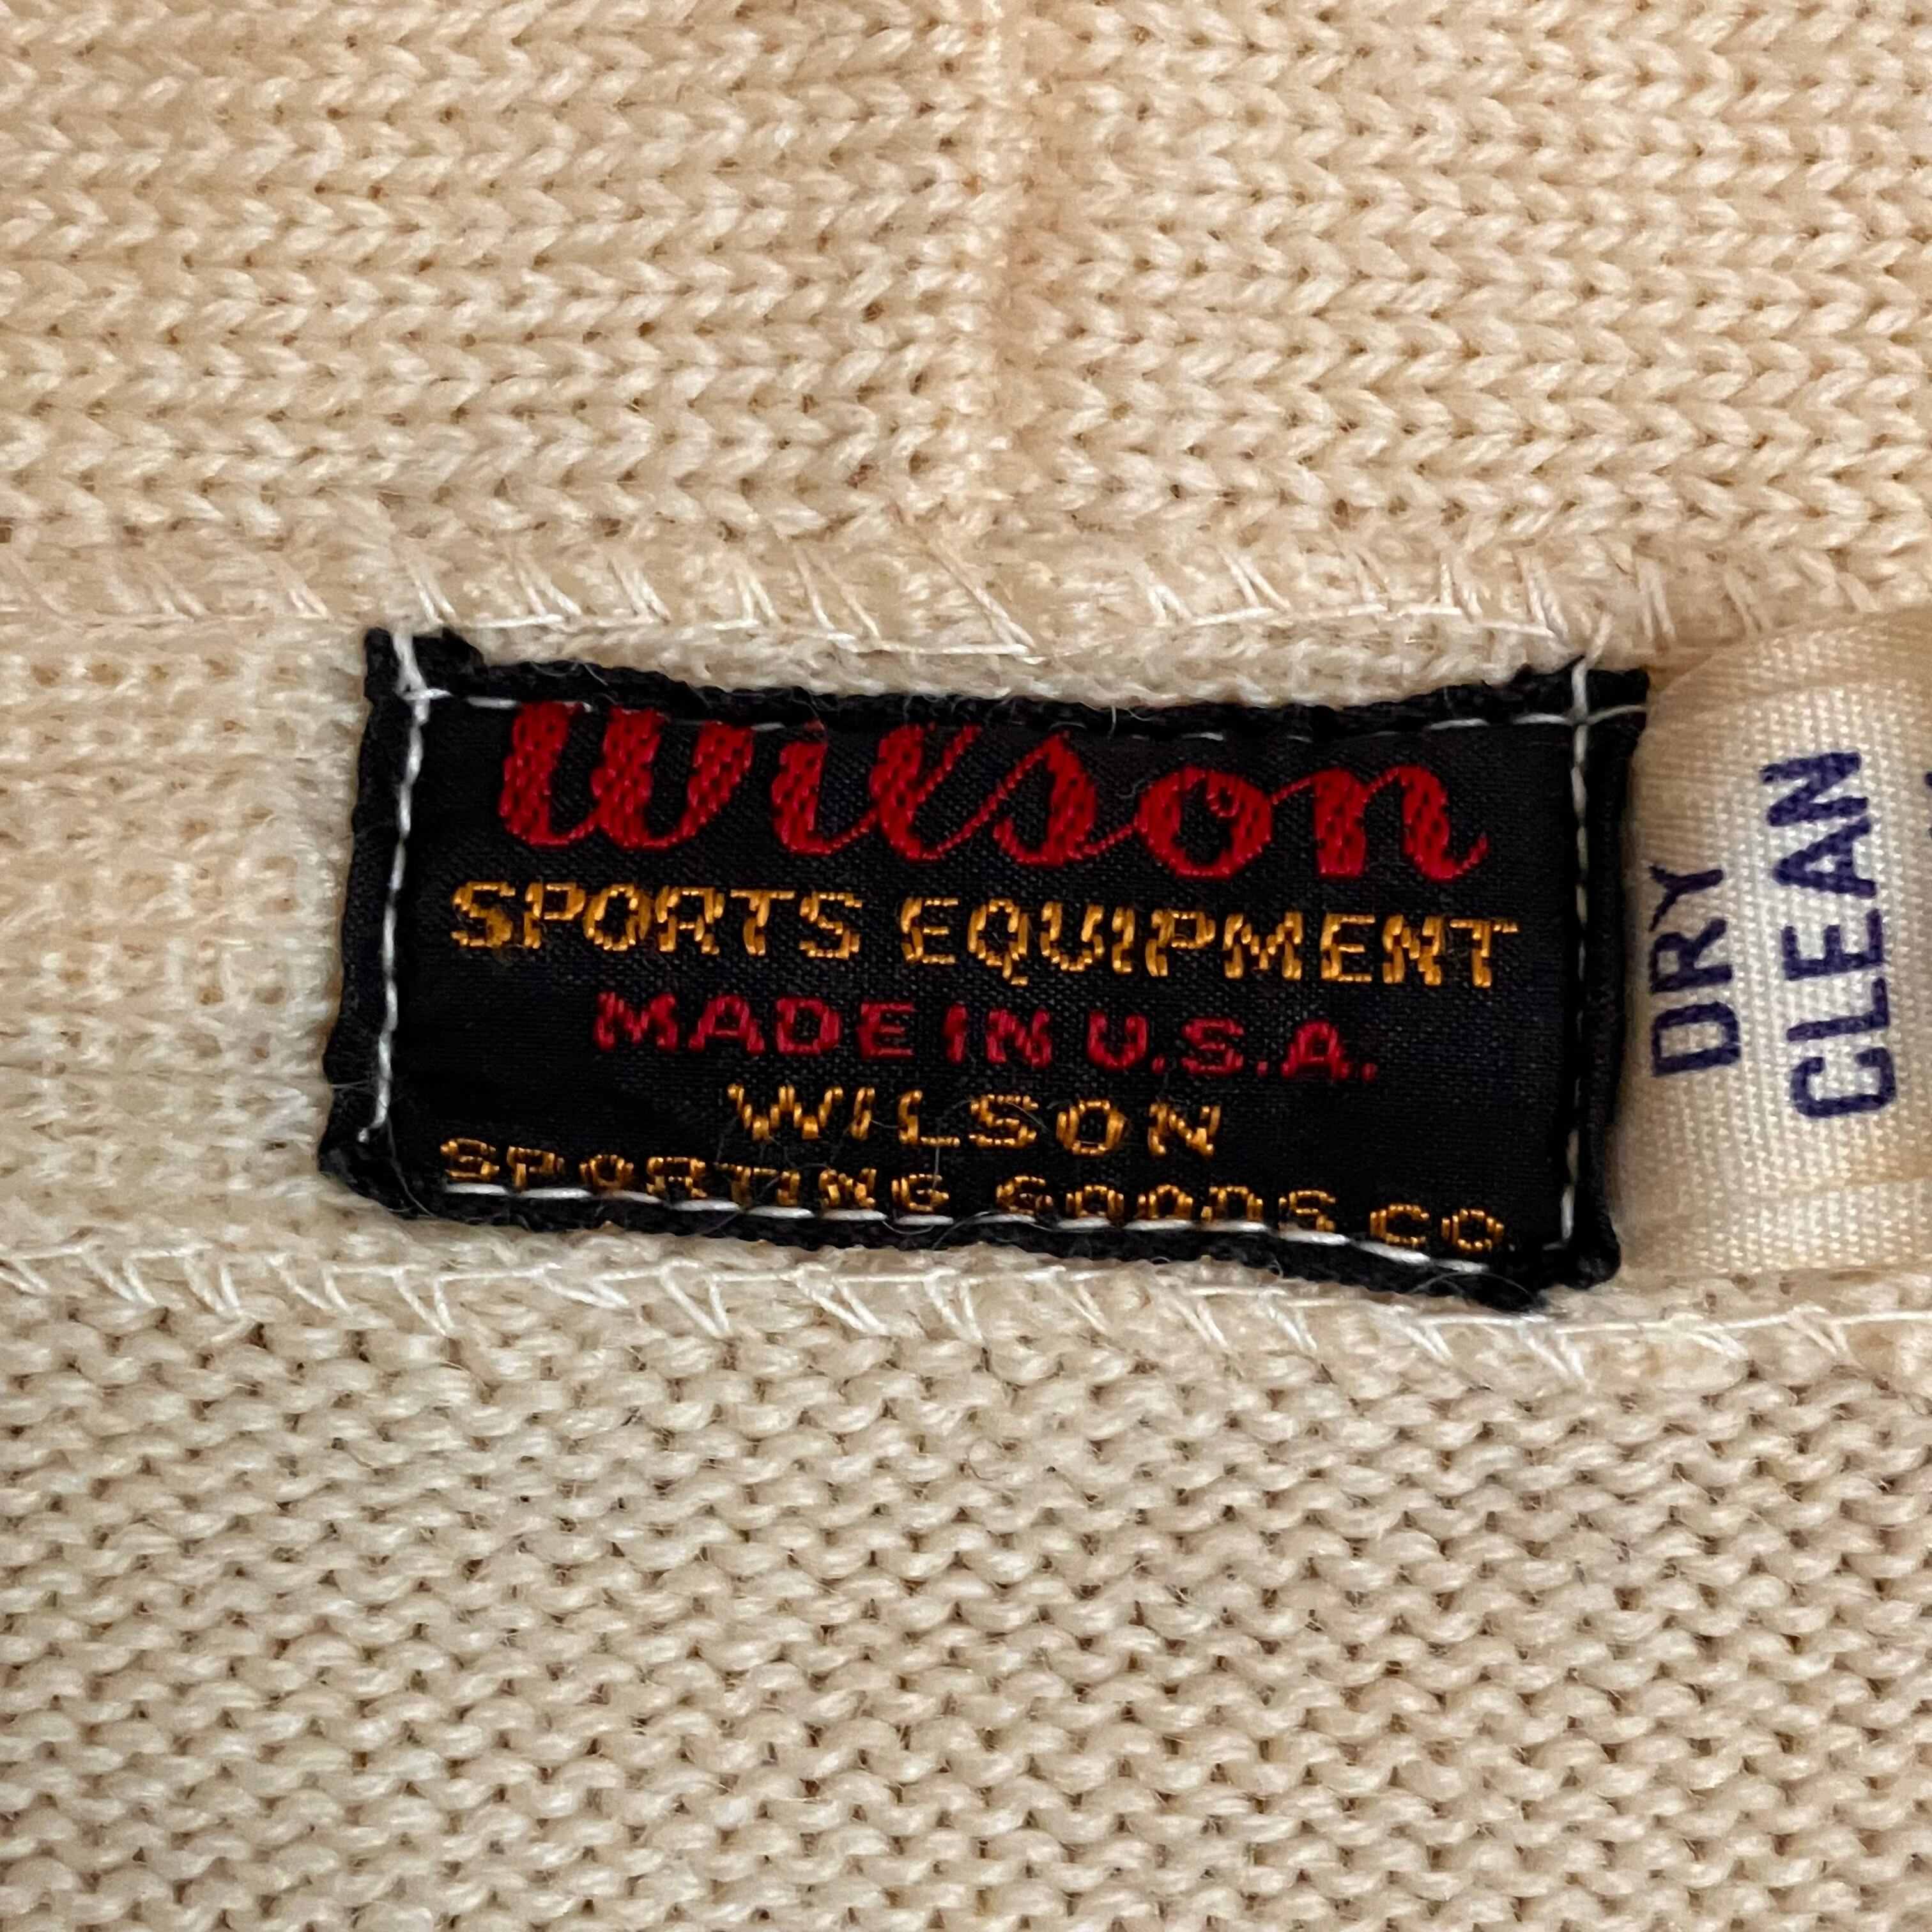 Wilson
SPORTS EQUIPMENT
MADE IN U.S.A.
WILSON
SPORTING GOODS CO.
DRY
CLEAN